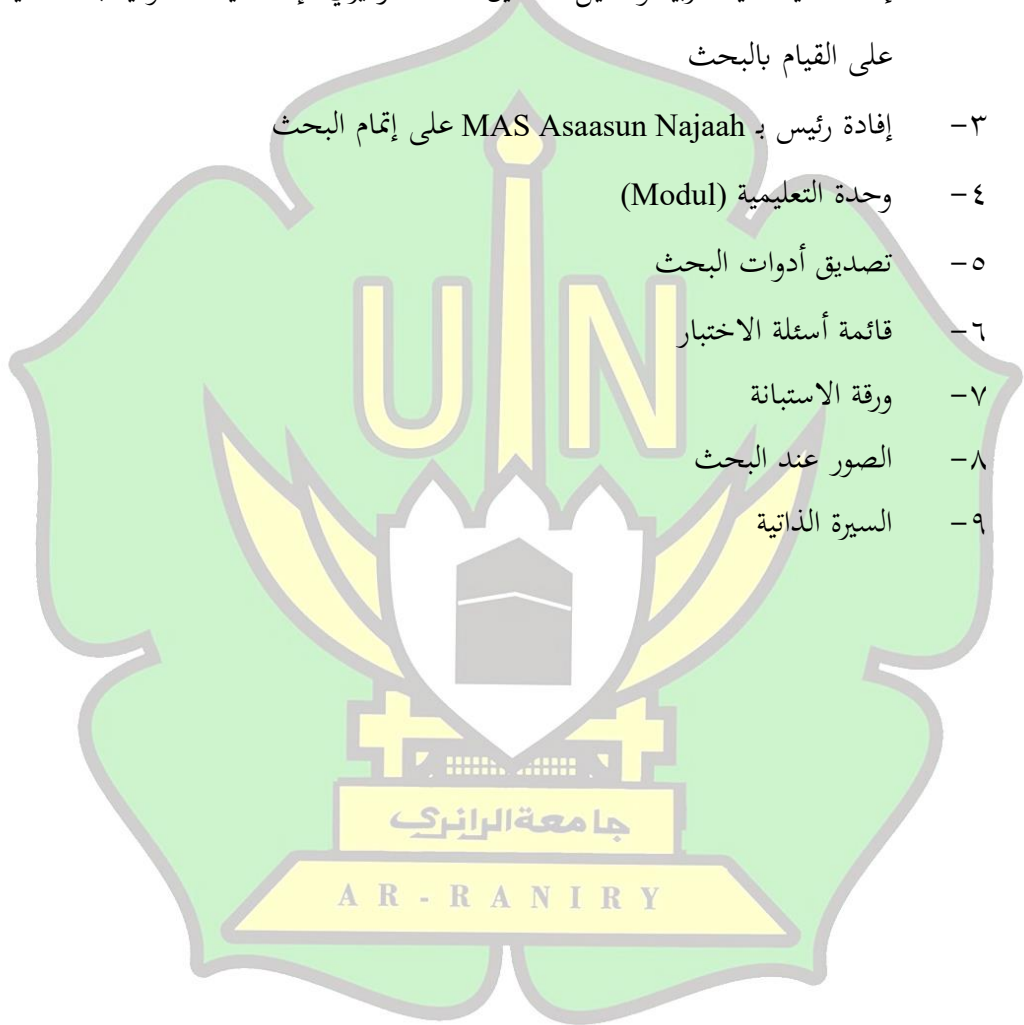 على القيام بالبحث
٣- إفادة رئيس بـ MAS Asaasun Najaah على إتمام البحث
٤- وحدة التعليمية (Modul)
٥- تصديق أدوات البحث
٦- قائمة أسئلة الاختبار
٧- ورقة الاستبانة
٨- الصور عند البحث
٩- السيرة الذاتية
UIN
جامعة الرانري
AR-RANIRY